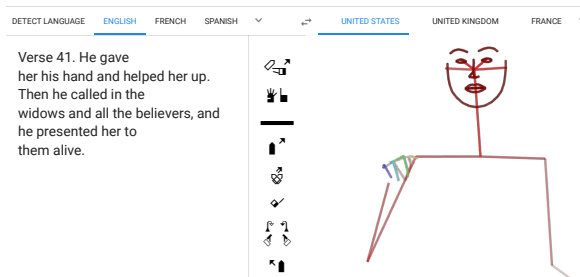 DETECT LANGUAGE ENGLISH FRENCH SPANISH
UNITED STATES UNITED KINGDOM FRANCE
Verse 41. He gave
her his hand and helped her up.
Then he called in the
widows and all the believers, and
he presented her to
them alive.